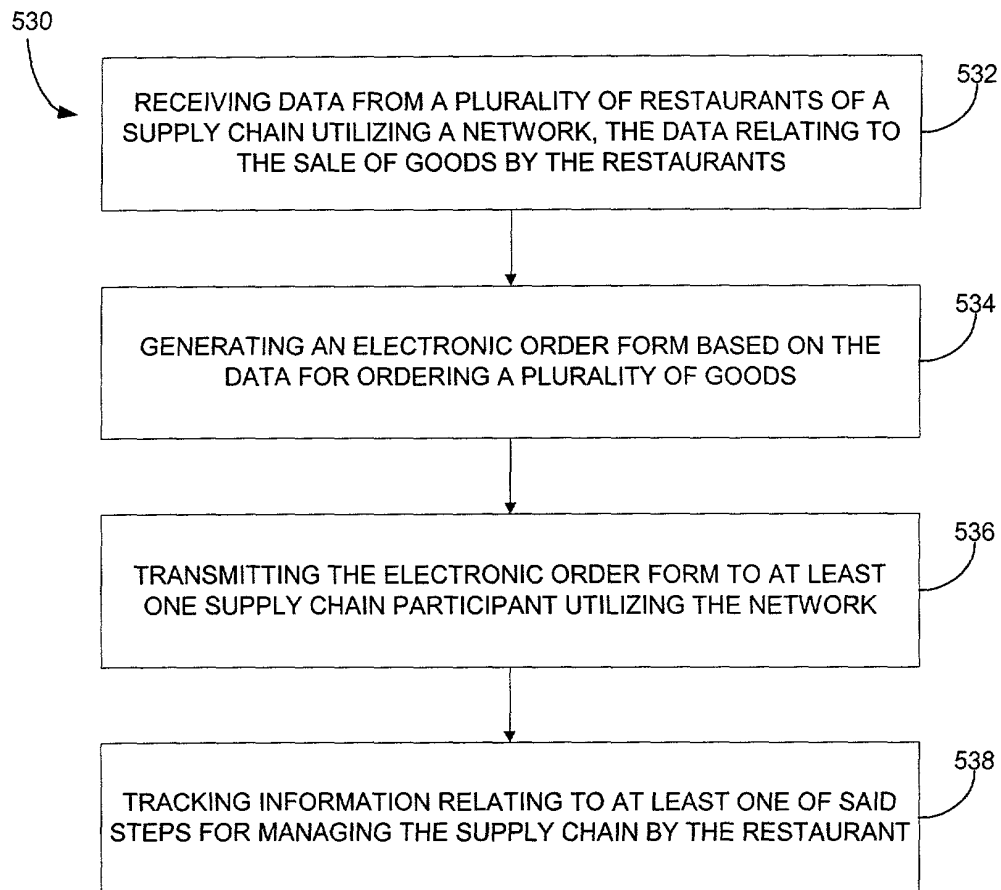 530
532
RECEIVING DATA FROM A PLURALITY OF RESTAURANTS OF A
SUPPLY CHAIN UTILIZING A NETWORK, THE DATA RELATING TO
THE SALE OF GOODS BY THE RESTAURANTS
534
GENERATING AN ELECTRONIC ORDER FORM BASED ON THE
DATA FOR ORDERING A PLURALITY OF GOODS
536
TRANSMITTING THE ELECTRONIC ORDER FORM TO AT LEAST
ONE SUPPLY CHAIN PARTICIPANT UTILIZING THE NETWORK
538
TRACKING INFORMATION RELATING TO AT LEAST ONE OF SAID
STEPS FOR MANAGING THE SUPPLY CHAIN BY THE RESTAURANT